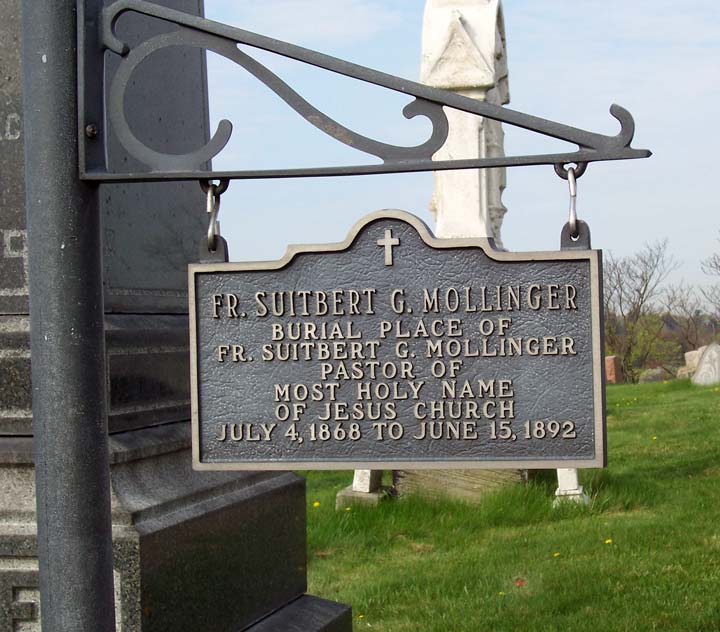 FR. SUITBERT G. MOLLINGER
BURIAL PLACE OF
FR. SUITBERT G. MOLLINGER
PASTOR OF
MOST HOLY NAME
OF JESUS CHURCH
JULY 4, 1868 TO JUNE 15, 1892